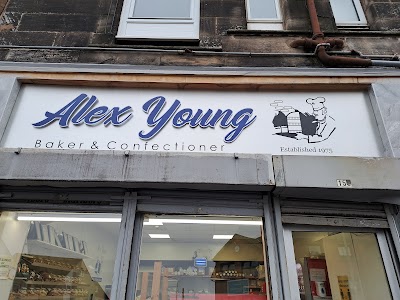 Alex Young
Baker & Confectioner
Established 1975